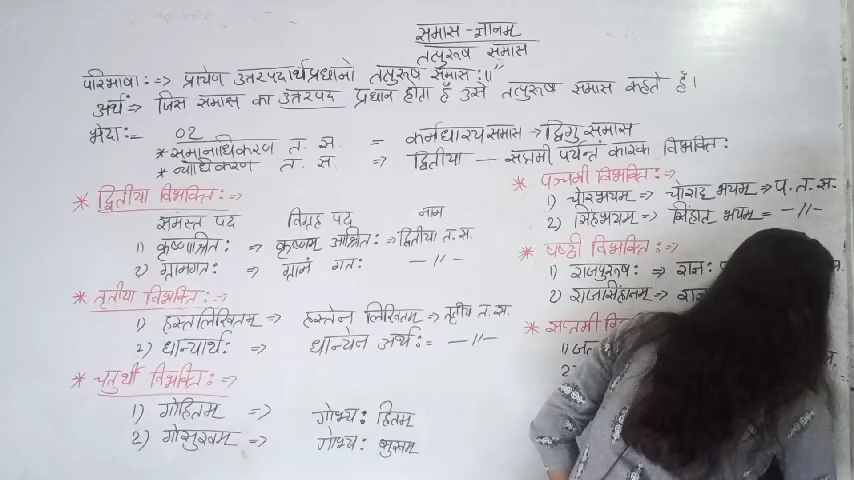 समास -ज्ञानम्
तत्पुरूष समास
परिभाषा: => प्रायेण उत्तरपदार्थप्रधानो तत्पुरूष समास:॥"
अर्थ => जिस समास का उत्तरपद प्रधान होता हैं उसे तत्पुरूष समास कहते हैं।
भेदा:= 02
* समानाधिकरण त. स. = कर्मधारय समास → द्विगु समास
* व्याधिकरण त. स. => द्वितीया — सप्तमी पर्यन्तं कारक विभक्ति:
* द्वितीया विभक्ति: =>
समस्त पद विग्रह पद नाम
1) कृष्णाश्रित: => कृष्णम् आश्रित: => द्वितीया त. स.
2) ग्रामगत: => ग्रामं गत: — 〃 —
* तृतीया विभक्ति: =>
1) हस्तलिखितम् => हस्तेन लिखितम् => तृतीय त. स.
2) धान्यार्थ: => धान्येन अर्थ: = — 〃 —
* चतुर्थी विभक्ति: =>
1) गोहितम् => गोभ्य: हितम्
2) गोसुखम् => गोभ्य: सुखम्
* पञ्चमी विभक्ति: =>
1) चोरभयम् => चोराद् भयम् => प. त. स.
2) सिंहभयम् => सिंहात् भयम् = — 〃 —
* षष्ठी विभक्ति: =>
1) राजपुरूष: => राज्ञ:
2) राजासिंहानम् =>
* सप्तमी
1)
2)